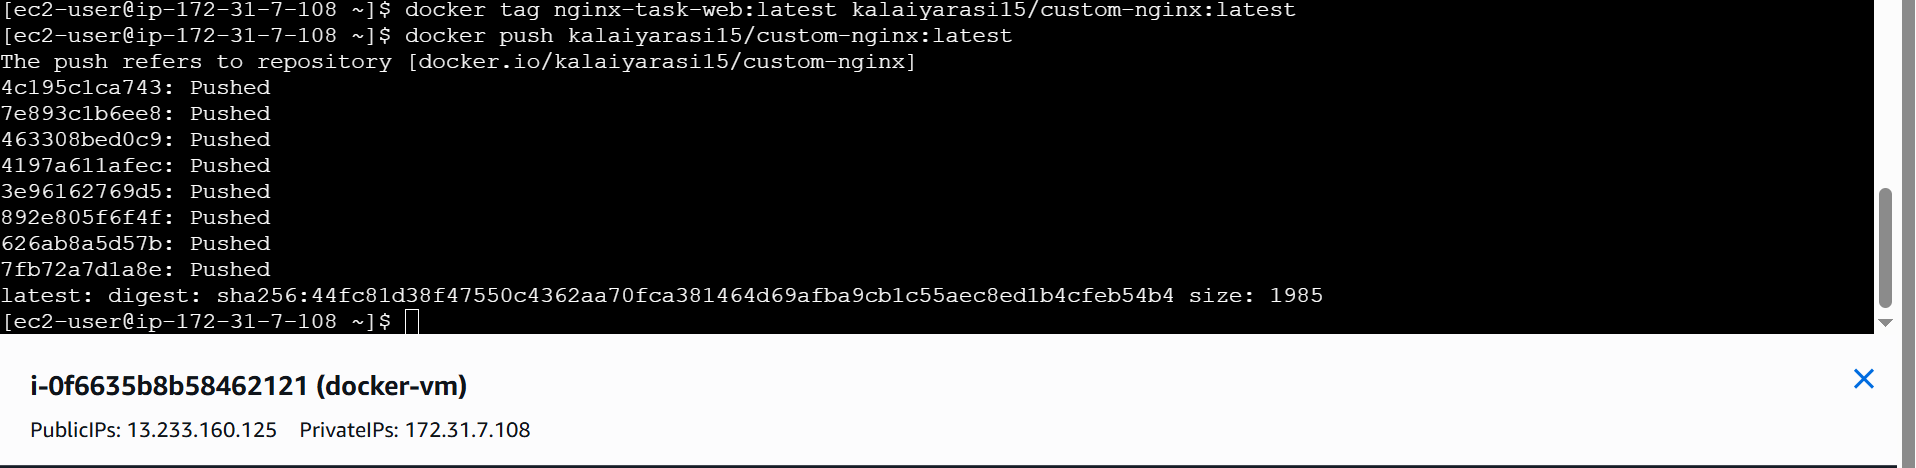 [ec2-user@ip-172-31-7-108 ~]$ docker tag nginx-task-web:latest kalaiyarasi15/custom-nginx:latest
[ec2-user@ip-172-31-7-108 ~]$ docker push kalaiyarasi15/custom-nginx:latest
The push refers to repository [docker.io/kalaiyarasi15/custom-nginx]
4c195c1ca743: Pushed
7e893c1b6ee8: Pushed
463308bed0c9: Pushed
4197a611afec: Pushed
3e96162769d5: Pushed
892e805f6f4f: Pushed
626ab8a5d57b: Pushed
7fb72a7d1a8e: Pushed
latest: digest: sha256:44fc81d38f47550c4362aa70fca381464d69afba9cb1c55aec8ed1b4cfeb54b4 size: 1985
[ec2-user@ip-172-31-7-108 ~]$
i-0f6635b8b58462121 (docker-vm)
PublicIPs: 13.233.160.125 PrivateIPs: 172.31.7.108